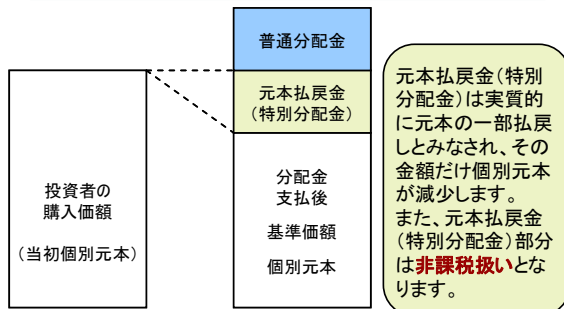 普通分配金
元本払戻金
(特別分配金)
投資者の
購入価額
(当初個別元本)
分配金
支払後
基準価額
個別元本
元本払戻金(特別
分配金)は実質的
に元本の一部払戻
しとみなされ、その
金額だけ個別元本
が減少します。
また、元本払戻金
(特別分配金)部分
は非課税扱いとな
ります。